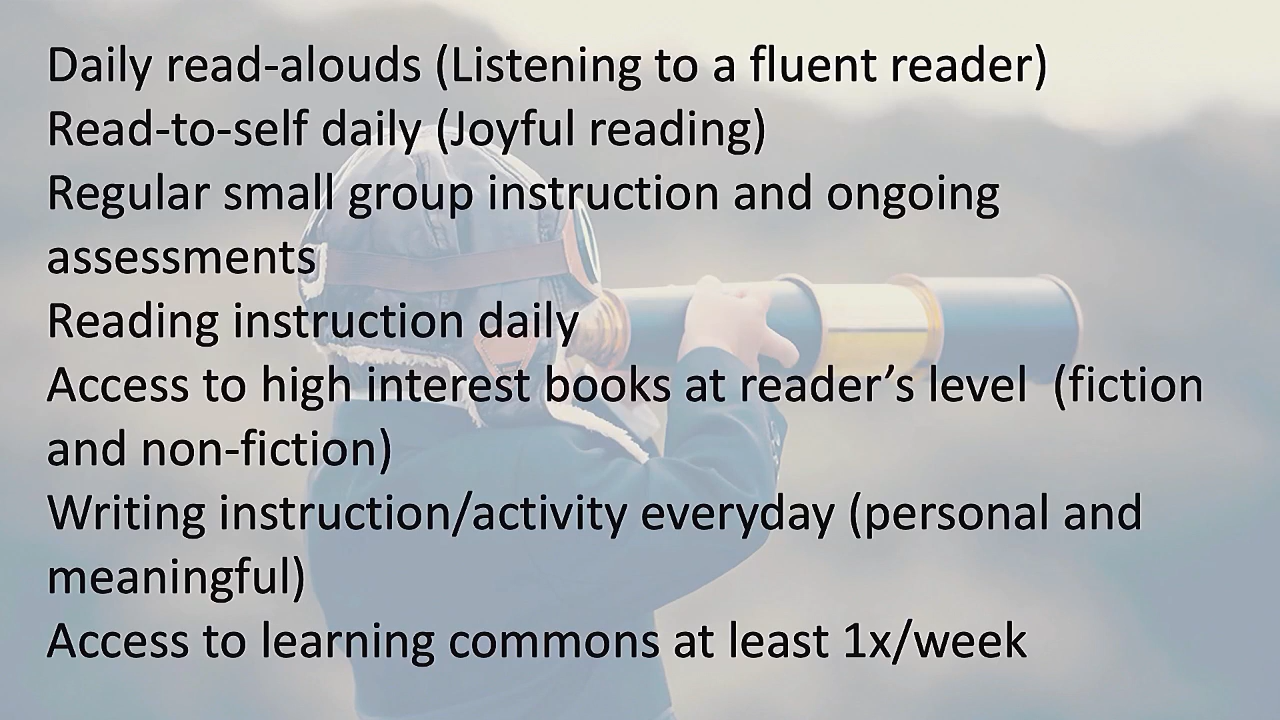 Daily read-alouds (Listening to a fluent reader)
Read-to-self daily (Joyful reading)
Regular small group instruction and ongoing
assessments
Reading instruction daily
Access to high interest books at reader’s level  (fiction
and non-fiction)
Writing instruction/activity everyday (personal and
meaningful)
Access to learning commons at least 1x/week